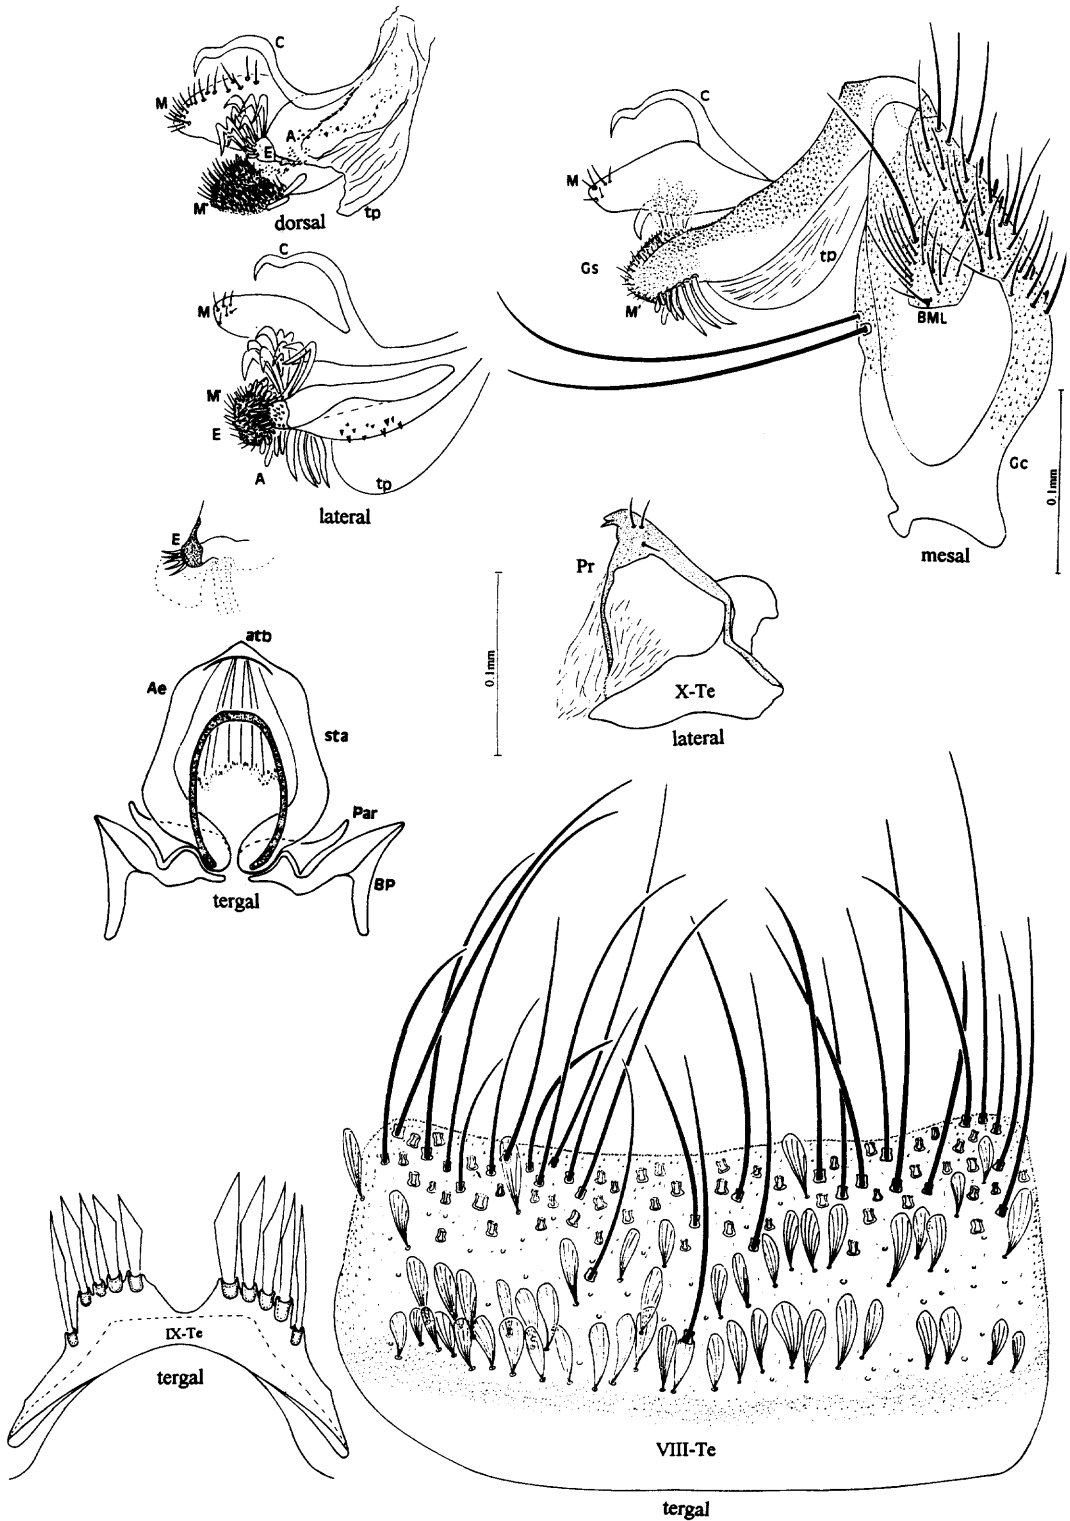 C
M
A
E
M'
dorsal
tp
C
M
M'
E
A
tp
lateral
E
C
M
Gs
M'
tp
BML
Gc
0.1mm
mesal
Pr
X-Te
lateral
0.1mm
atb
Ae
sta
Par
BP
tergal
IX-Te
tergal
VIII-Te
tergal